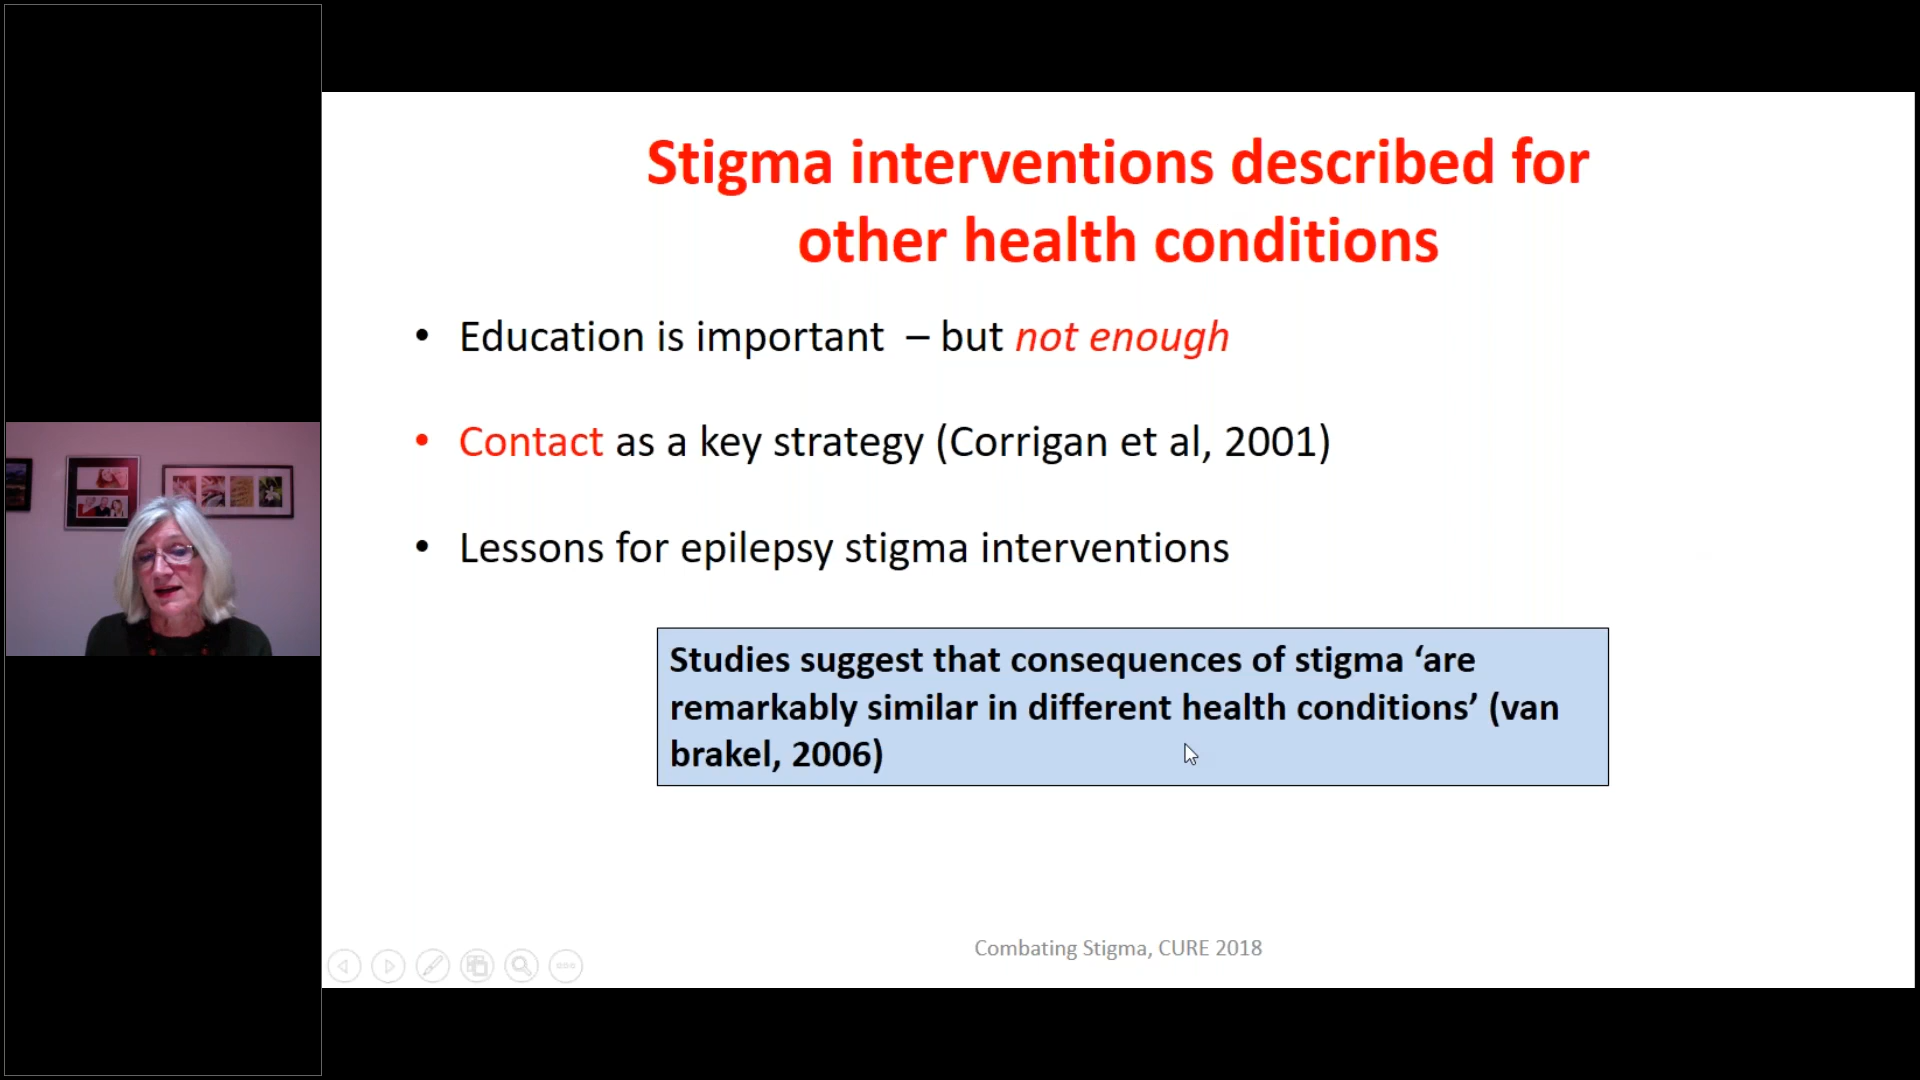 Stigma interventions described for
other health conditions
• Education is important – but not enough
• Contact as a key strategy (Corrigan et al, 2001)
• Lessons for epilepsy stigma interventions
Studies suggest that consequences of stigma ‘are
remarkably similar in different health conditions’ (van
brakel, 2006)
Combating Stigma, CURE 2018